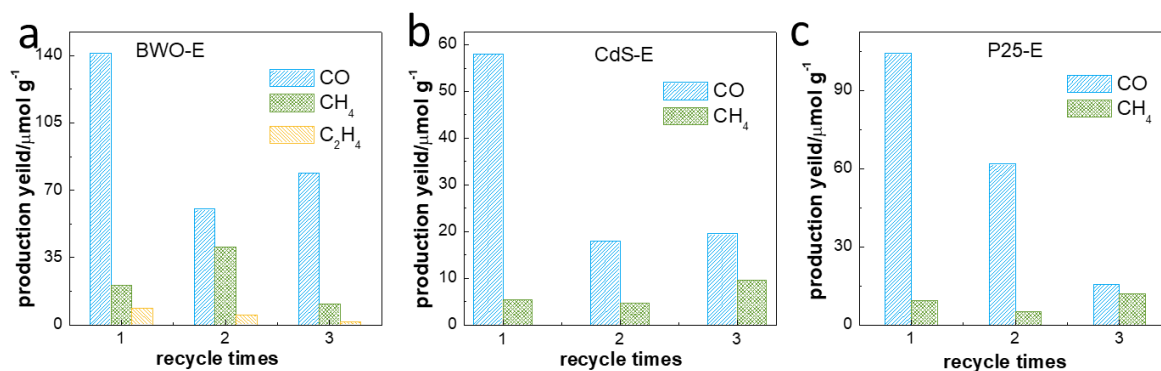 a
BWO-E
CO
CH4
C2H4
140
105
70
35
0
production yeild/μmol g-1
1 2 3
recycle times
b
CdS-E
CO
CH4
60
50
40
30
20
10
0
production yeild/μmol g-1
1 2 3
recycle times
c
P25-E
CO
CH4
90
60
30
0
production yeild/μmol g-1
1 2 3
recycle times